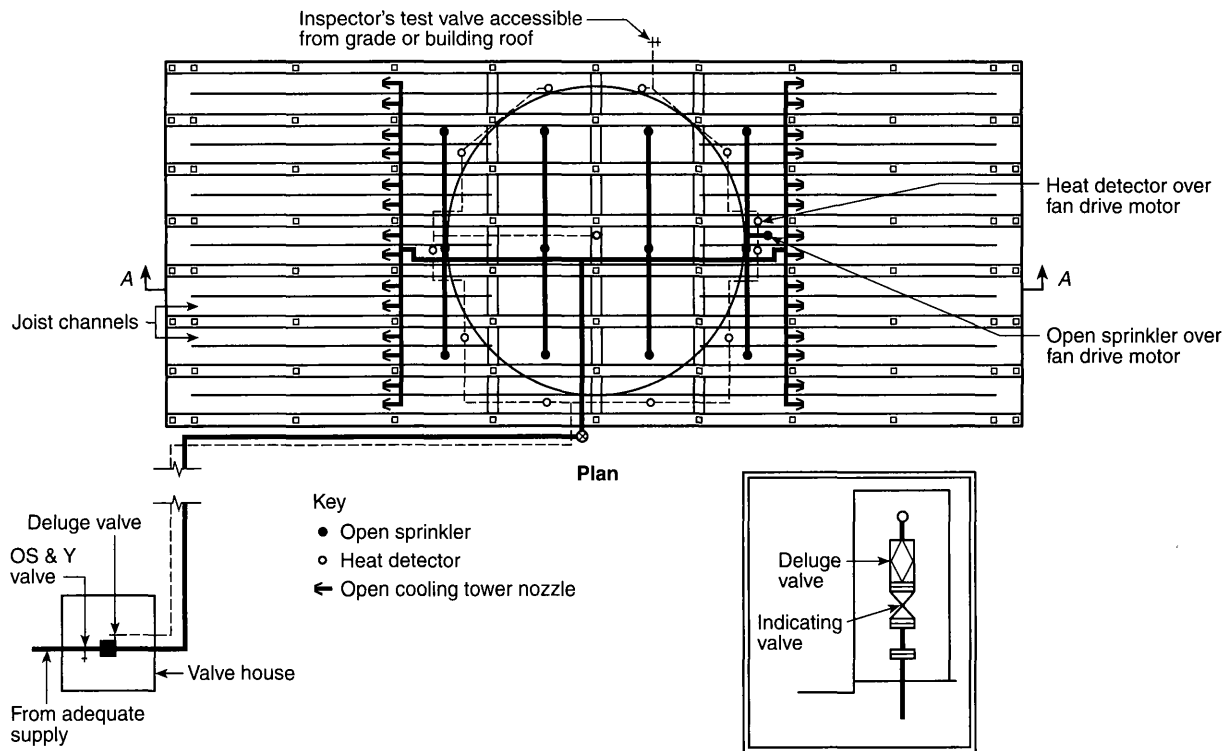 Inspector's test valve accessible
from grade or building roof
Heat detector over
fan drive motor
A
A
Joist channels
Open sprinkler over
fan drive motor
Plan
Key
Open sprinkler
Heat detector
Open cooling tower nozzle
Deluge valve
OS & Y
valve
Valve house
From adequate
supply
Deluge
valve
Indicating
valve